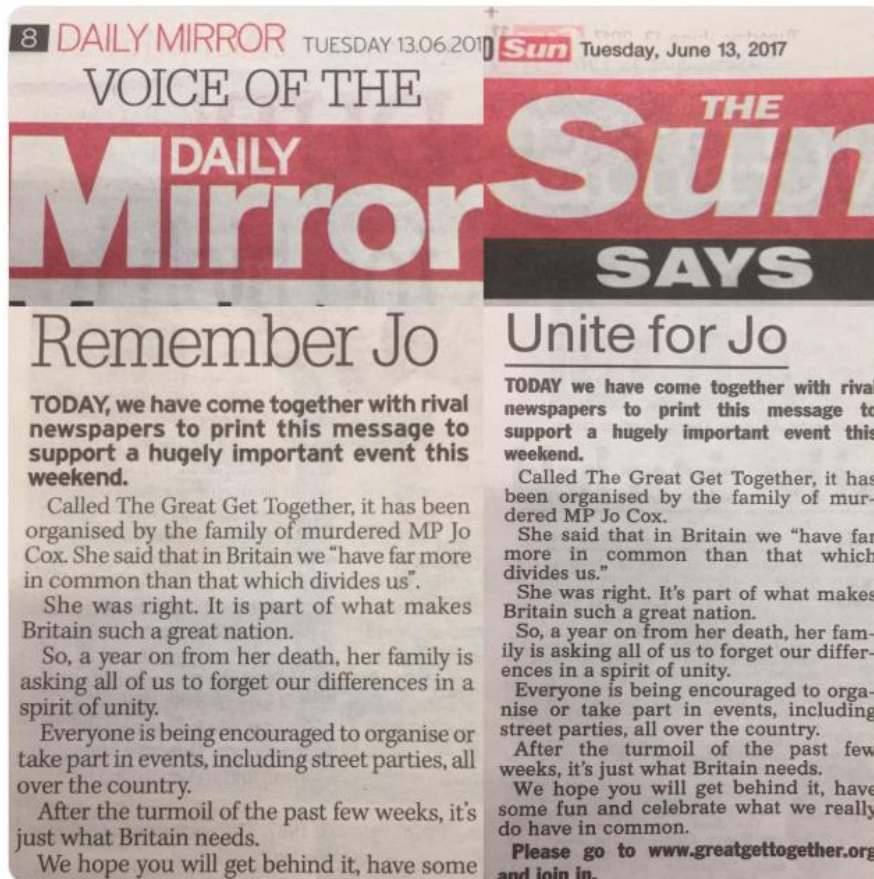 8 DAILY MIRROR TUESDAY 13.06.201
VOICE OF THE
DAILY
Mirror
Remember Jo
TODAY, we have come together with rival
newspapers to print this message to
support a hugely important event this
weekend.
Called The Great Get Together, it has been
organised by the family of murdered MP Jo
Cox. She said that in Britain we “have far more
in common than that which divides us”.
She was right. It is part of what makes
Britain such a great nation.
So, a year on from her death, her family is
asking all of us to forget our differences in a
spirit of unity.
Everyone is being encouraged to organise or
take part in events, including street parties, all
over the country.
After the turmoil of the past few weeks, it's
just what Britain needs.
We hope you will get behind it, have some
Sun Tuesday, June 13, 2017
THE
Sun
SAYS
Unite for Jo
TODAY we have come together with rival
newspapers to print this message to
support a hugely important event this
weekend.
Called The Great Get Together, it has
been organised by the family of mur-
dered MP Jo Cox.
She said that in Britain we “have far
more in common than that which
divides us.”
She was right. It's part of what makes
Britain such a great nation.
So, a year on from her death, her fam-
ily is asking all of us to forget our differ-
ences in a spirit of unity.
Everyone is being encouraged to orga-
nise or take part in events, including
street parties, all over the country.
After the turmoil of the past few
weeks, it's just what Britain needs.
We hope you will get behind it, have
some fun and celebrate what we really
do have in common.
Please go to www.greatgettogether.org
and join in.